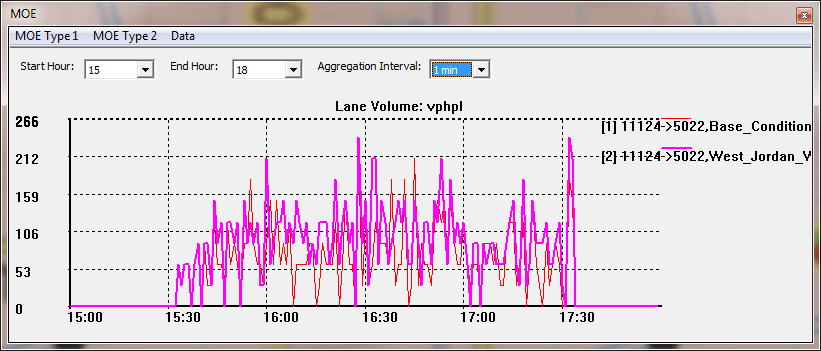 MOE
MOE Type 1 MOE Type 2 Data
Start Hour: 15 End Hour: 18 Aggregation Interval: 1 min
Lane Volume: vphpl
266
[1] 11124->5022,Base_Condition
212
[2] 11124->5022,West_Jordan_W
159
106
53
0
15:00 15:30 16:00 16:30 17:00 17:30